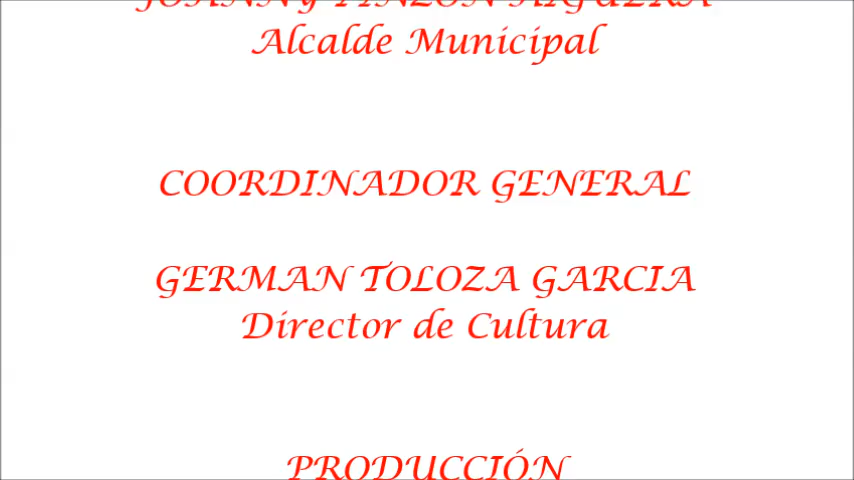 Alcalde Municipal
COORDINADOR GENERAL
GERMAN TOLOZA GARCIA
Director de Cultura
PRODUCCIÓN